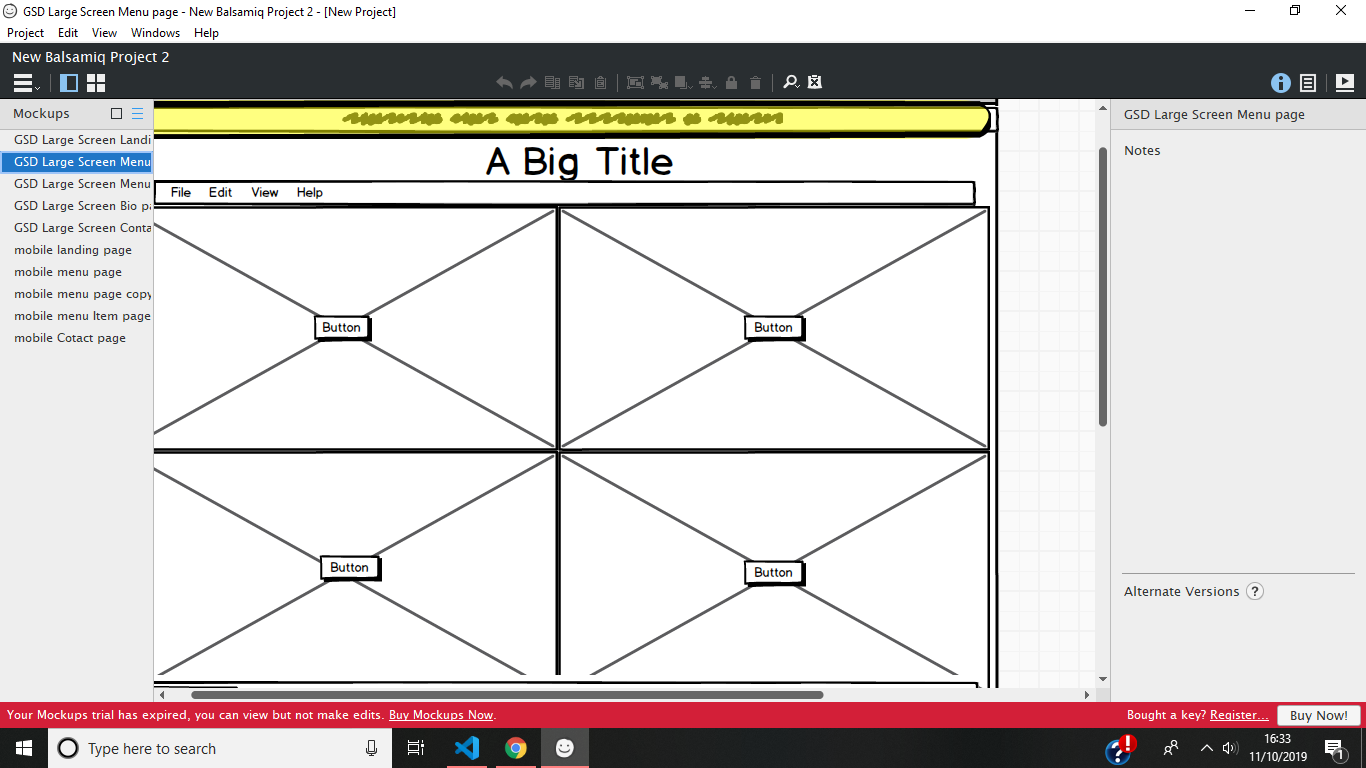 GSD Large Screen Menu page - New Balsamiq Project 2 - [New Project]
Project Edit View Windows Help
New Balsamiq Project 2
Mockups
GSD Large Screen Landi
GSD Large Screen Menu
GSD Large Screen Menu
GSD Large Screen Bio pa
GSD Large Screen Conta
mobile landing page
mobile menu page
mobile menu page copy
mobile menu Item page
mobile Cotact page
A Big Title
File Edit View Help
Button Button
Button Button
GSD Large Screen Menu page
Notes
Alternate Versions ?
Your Mockups trial has expired, you can view but not make edits. Buy Mockups Now. Bought a key? Register... Buy Now!
Type here to search
16:33
11/10/2019
1